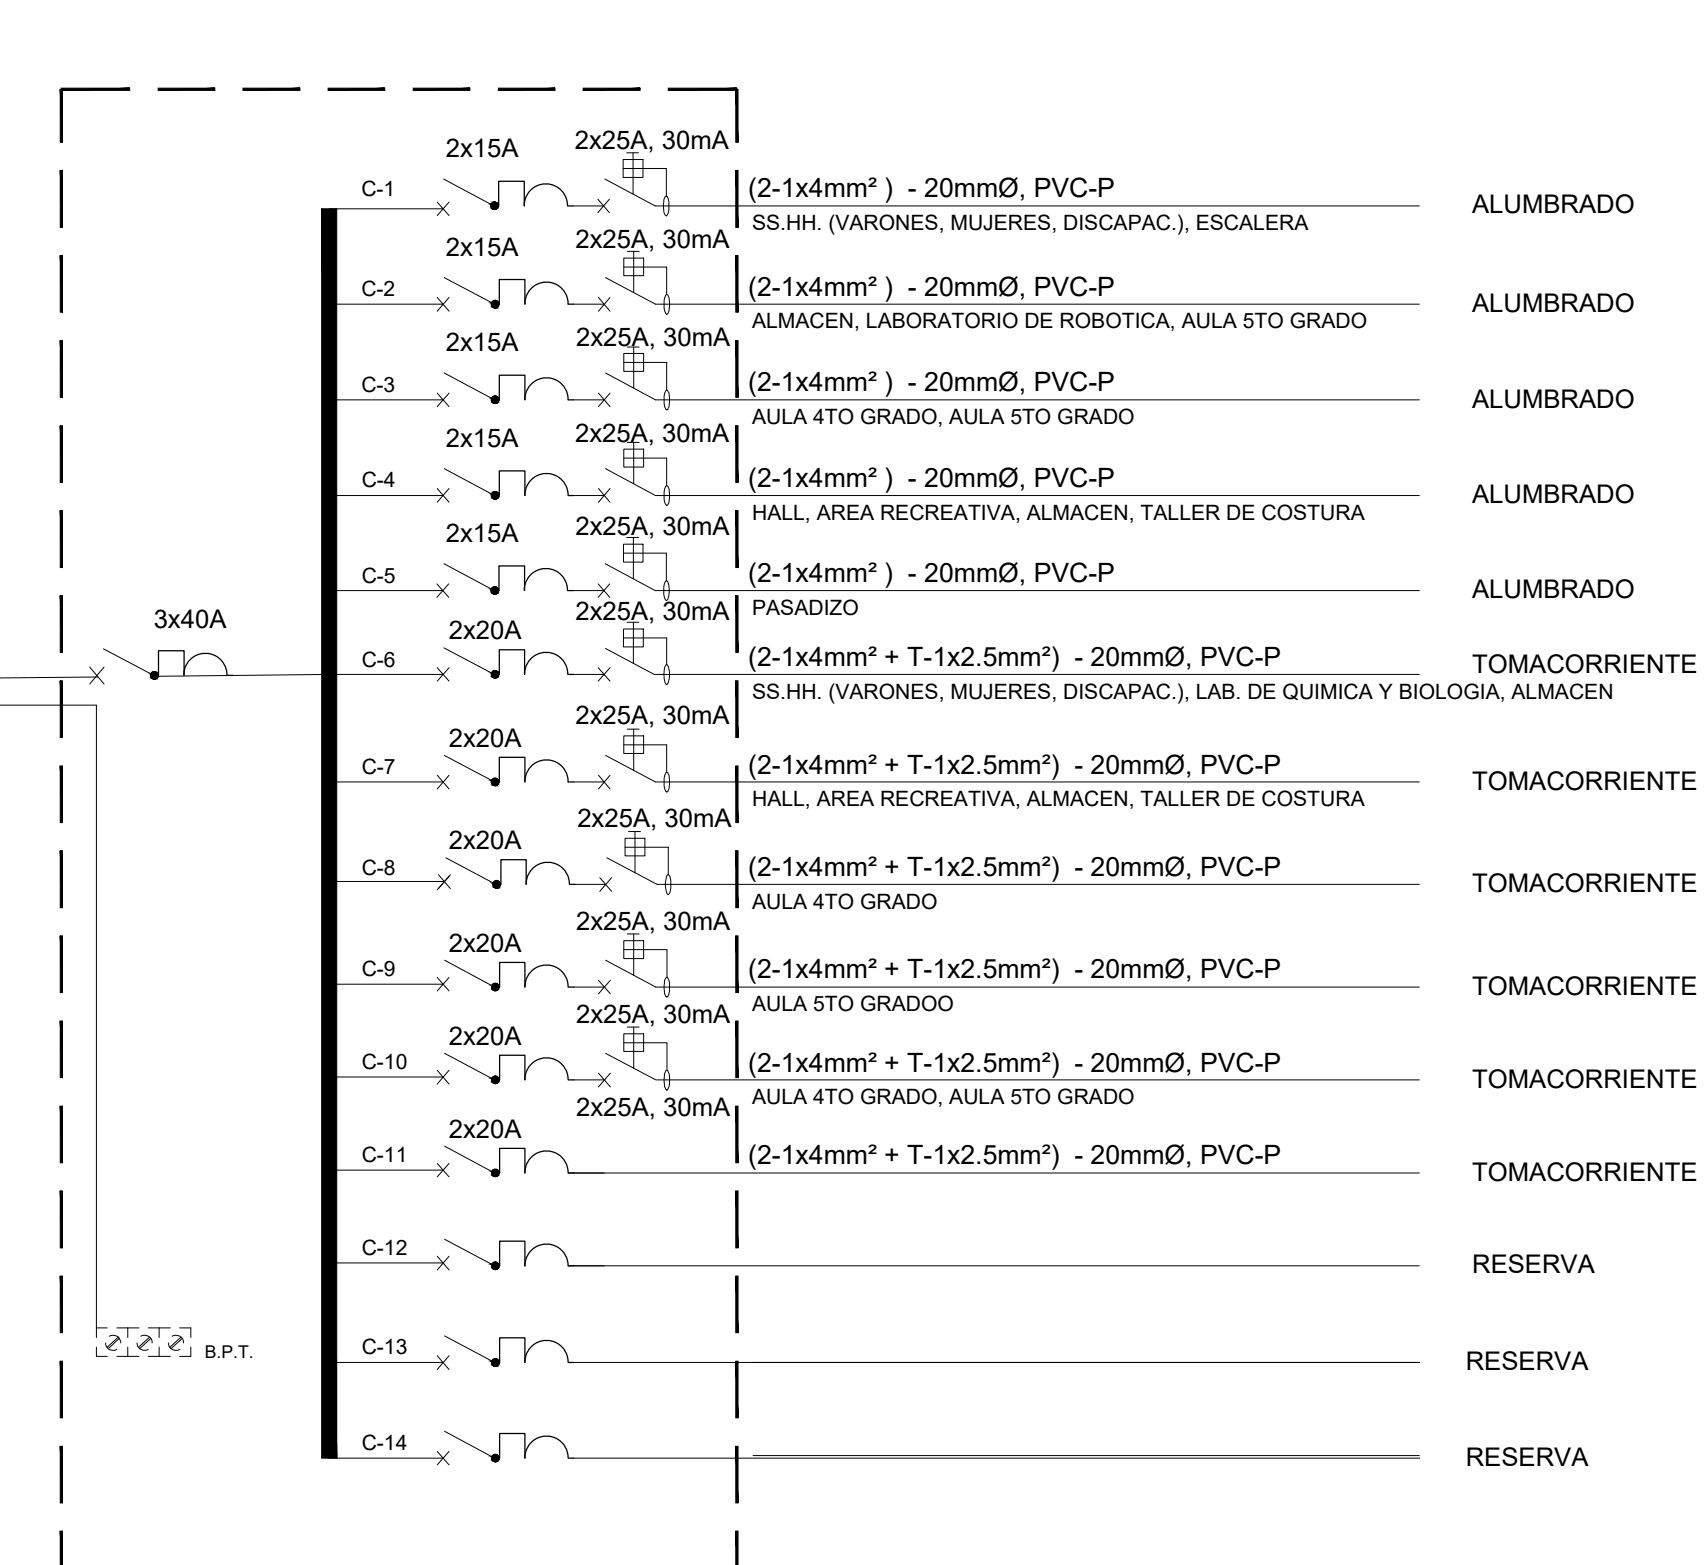 2x15A 2x25A, 30mA
C-1 (2-1x4mm² ) - 20mmØ, PVC-P ALUMBRADO
SS.HH. (VARONES, MUJERES, DISCAPAC.), ESCALERA
2x15A 2x25A, 30mA
C-2 (2-1x4mm² ) - 20mmØ, PVC-P ALUMBRADO
ALMACEN, LABORATORIO DE ROBOTICA, AULA 5TO GRADO
2x15A 2x25A, 30mA
C-3 (2-1x4mm² ) - 20mmØ, PVC-P ALUMBRADO
AULA 4TO GRADO, AULA 5TO GRADO
2x15A 2x25A, 30mA
C-4 (2-1x4mm² ) - 20mmØ, PVC-P ALUMBRADO
HALL, AREA RECREATIVA, ALMACEN, TALLER DE COSTURA
2x15A 2x25A, 30mA
C-5 (2-1x4mm² ) - 20mmØ, PVC-P ALUMBRADO
PASADIZO
3x40A
2x20A 2x25A, 30mA
C-6 (2-1x4mm² + T-1x2.5mm²) - 20mmØ, PVC-P TOMACORRIENTE
SS.HH. (VARONES, MUJERES, DISCAPAC.), LAB. DE QUIMICA Y BIOLOGIA, ALMACEN
2x20A 2x25A, 30mA
C-7 (2-1x4mm² + T-1x2.5mm²) - 20mmØ, PVC-P TOMACORRIENTE
HALL, AREA RECREATIVA, ALMACEN, TALLER DE COSTURA
2x20A 2x25A, 30mA
C-8 (2-1x4mm² + T-1x2.5mm²) - 20mmØ, PVC-P TOMACORRIENTE
AULA 4TO GRADO
2x20A 2x25A, 30mA
C-9 (2-1x4mm² + T-1x2.5mm²) - 20mmØ, PVC-P TOMACORRIENTE
AULA 5TO GRADOO
2x20A 2x25A, 30mA
C-10 (2-1x4mm² + T-1x2.5mm²) - 20mmØ, PVC-P TOMACORRIENTE
AULA 4TO GRADO, AULA 5TO GRADO
2x20A 2x25A, 30mA
C-11 (2-1x4mm² + T-1x2.5mm²) - 20mmØ, PVC-P TOMACORRIENTE
C-12 RESERVA
C-13 RESERVA
B.P.T.
C-14 RESERVA